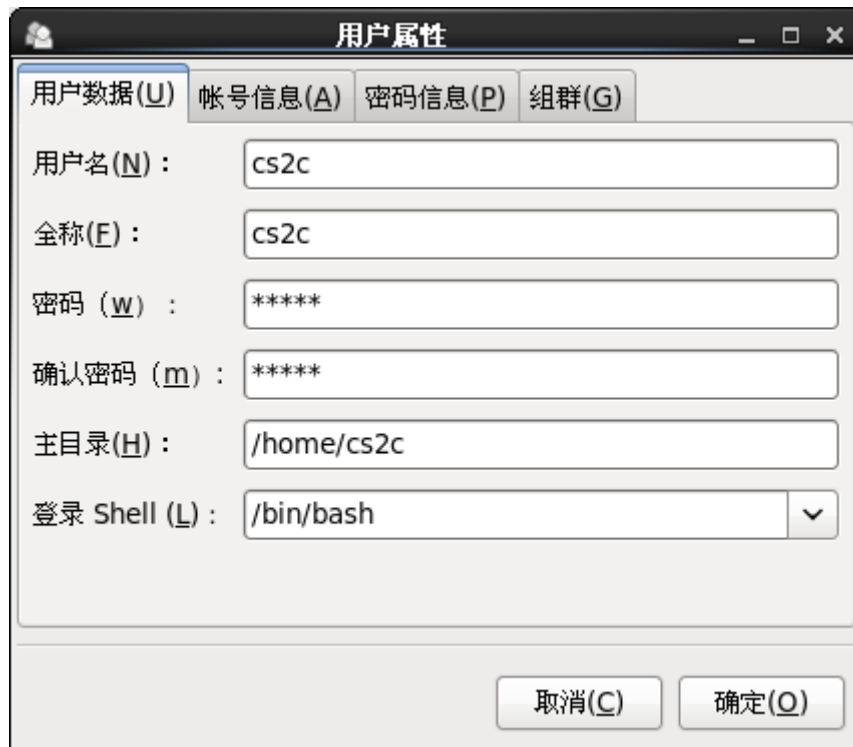 用户属性
用户数据(U) 帐号信息(A) 密码信息(P) 组群(G)
用户名(N)： cs2c
全称(F)： cs2c
密码（w）： *****
确认密码（m）： *****
主目录(H)： /home/cs2c
登录 Shell (L)： /bin/bash
取消(C) 确定(O)